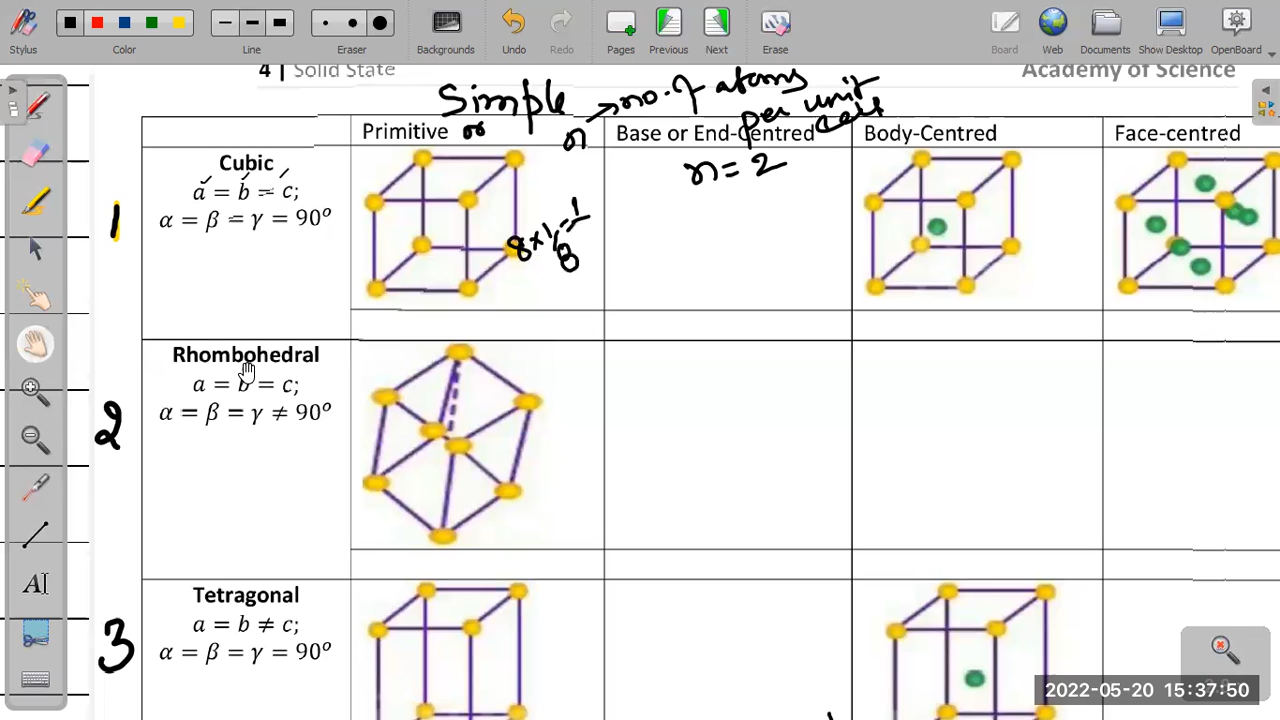 Stylus
Color
Line
Eraser
Backgrounds
Undo
Redo
Pages
Previous
Next
Erase
Board
Web
Documents
Show Desktop
OpenBoard
4 | Solid State
Academy of Science
Simple
or
n → no. of atoms
per unit
cell
Primitive
Base or End-Centred
Body-Centred
Face-centred
n = 2
1
Cubic
a = b = c;
α = β = γ = 90°
8 × 1/8 = 1
2
Rhombohedral
a = b = c;
α = β = γ ≠ 90°
3
Tetragonal
a = b ≠ c;
α = β = γ = 90°
2022-05-20 15:37:50